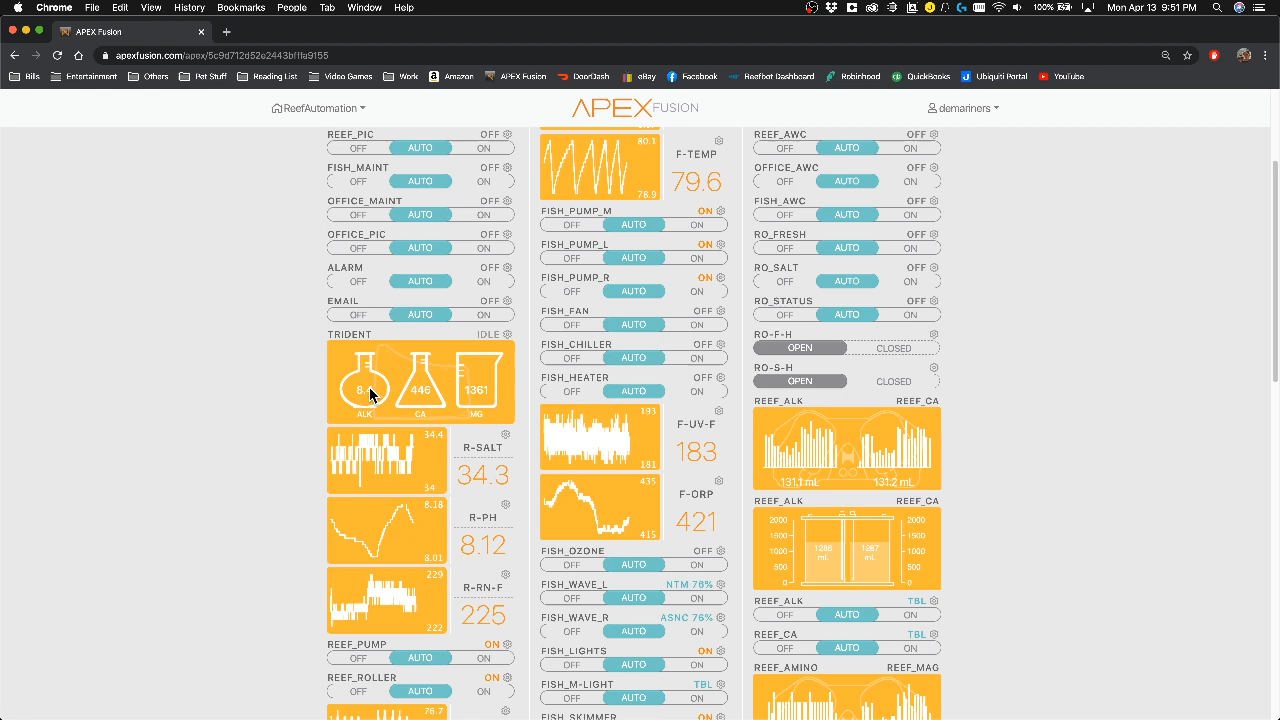 Chrome File Edit View History Bookmarks People Tab Window Help 100% Mon Apr 13 9:51 PM
APEX Fusion
apexfusion.com/apex/5c9d712d52e2443bfffa9155
Bills Entertainment Others Pet Stuff Reading List Video Games Work Amazon APEX Fusion DoorDash eBay Facebook Reefbot Dashboard Robinhood QuickBooks Ubiquiti Portal YouTube
ReefAutomation APEX FUSION demariners
REEF_PIC OFF
OFF AUTO ON
FISH_MAINT OFF
OFF AUTO ON
OFFICE_MAINT OFF
OFF AUTO ON
OFFICE_PIC OFF
OFF AUTO ON
ALARM OFF
OFF AUTO ON
EMAIL OFF
OFF AUTO ON
TRIDENT IDLE
446 1361
ALK CA MG
34.4
R-SALT
34.3
34
8.18
R-PH
8.12
8.01
229
R-RN-F
225
222
REEF_PUMP ON
OFF AUTO ON
REEF_ROLLER ON
OFF AUTO ON
76.7
80.1
F-TEMP
79.6
78.9
FISH_PUMP_M ON
OFF AUTO ON
FISH_PUMP_L ON
OFF AUTO ON
FISH_PUMP_R ON
OFF AUTO ON
FISH_FAN OFF
OFF AUTO ON
FISH_CHILLER OFF
OFF AUTO ON
FISH_HEATER OFF
OFF AUTO ON
193
F-UV-F
183
181
435
F-ORP
421
415
FISH_OZONE OFF
OFF AUTO ON
FISH_WAVE_L NTM 76%
OFF AUTO ON
FISH_WAVE_R ASNC 76%
OFF AUTO ON
FISH_LIGHTS ON
OFF AUTO ON
FISH_M-LIGHT TBL
OFF AUTO ON
FISH_SKIMMER ON
REEF_AWC OFF
OFF AUTO ON
OFFICE_AWC OFF
OFF AUTO ON
FISH_AWC OFF
OFF AUTO ON
RO_FRESH OFF
OFF AUTO ON
RO_SALT OFF
OFF AUTO ON
RO_STATUS OFF
OFF AUTO ON
RO-F-H
OPEN CLOSED
RO-S-H
OPEN CLOSED
REEF_ALK REEF_CA
131.1 mL 131.2 mL
REEF_ALK REEF_CA
2000 2000
1500 1500
1000 1286 mL 1287 mL 1000
500 500
0 0
REEF_ALK TBL
OFF AUTO ON
REEF_CA TBL
OFF AUTO ON
REEF_AMINO REEF_MAG